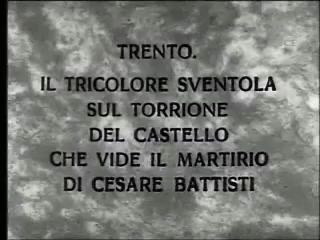 TRENTO.
IL TRICOLORE SVENTOLA
SUL TORRIONE
DEL CASTELLO
CHE VIDE IL MARTIRIO
DI CESARE BATTISTI